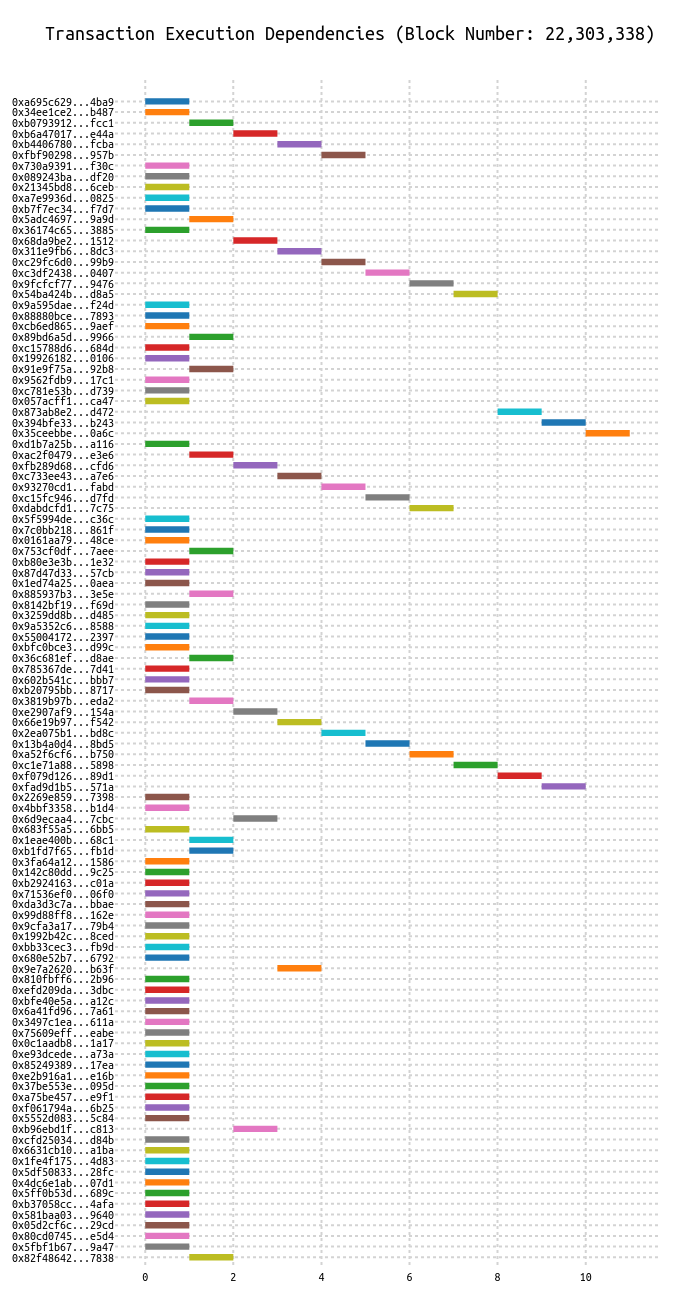 Transaction Execution Dependencies (Block Number: 22,303,338)
0xa695c629...4ba9
0x34ee1ce2...b487
0xb0793912...fcc1
0xb6a47017...e44a
0xb4406780...fcba
0xfbf90298...957b
0x730a9391...f30c
0x089243ba...df20
0x21345bd8...6ceb
0xa7e9936d...0825
0xb7f7ec34...f7d7
0x5adc4697...9a9d
0x36174c65...3885
0x68da9be2...1512
0x311e9fb6...8dc3
0xc29fc6d0...99b9
0xc3df2438...0407
0x9fcfcf77...9476
0x54ba424b...d8a5
0x9a595dae...f24d
0x88880bce...7893
0xcb6ed865...9aef
0x89bd6a5d...9966
0xc15788d6...684d
0x19926182...0106
0x91e9f75a...92b8
0x9562fdb9...17c1
0xc781e53b...d739
0x057acff1...ca47
0x873ab8e2...d472
0x394bfe33...b243
0x35ceebbe...0a6c
0xd1b7a25b...a116
0xac2f0479...e3e6
0xfb289d68...cfd6
0xc733ee43...a7e6
0x93270cd1...fabd
0xc15fc946...d7fd
0xdabdcfd1...7c75
0x5f5994de...c36c
0x7c0bb218...861f
0x0161aa79...48ce
0x753cf0df...7aee
0xb80e3e3b...1e32
0x87d47d33...57cb
0x1ed74a25...0aea
0x885937b3...3e5e
0x8142bf19...f69d
0x3259dd8b...d485
0x9a5352c6...8588
0x55004172...2397
0xbfc0bce3...d99c
0x36c681ef...d8ae
0x785367de...7d41
0x602b541c...bbb7
0xb20795bb...8717
0x3819b97b...eda2
0xe2907af9...154a
0x66e19b97...f542
0x2ea075b1...bd8c
0x13b4a0d4...8bd5
0xa52f6cf6...b750
0xc1e71a88...5898
0xf079d126...89d1
0xfad9d1b5...571a
0x2269e859...7398
0x4bbf3358...b1d4
0x6d9ecaa4...7cbc
0x683f55a5...6bb5
0x1eae400b...68c1
0xb1fd7f65...fb1d
0x3fa64a12...1586
0x142c80dd...9c25
0xb2924163...c01a
0x71536ef0...06f0
0xda3d3c7a...bbae
0x99d88ff8...162e
0x9cfa3a17...79b4
0x1992b42c...8ced
0xbb33cec3...fb9d
0x680e52b7...6792
0x9e7a2620...b63f
0x810fbff6...2b96
0xefd209da...3dbc
0xbfe40e5a...a12c
0x6a41fd96...7a61
0x3497c1ea...611a
0x75609eff...eabe
0x0c1aadb8...1a17
0xe93dcede...a73a
0x85249389...17ea
0xe2b916a1...e16b
0x37be553e...095d
0xa75be457...e9f1
0xf061794a...6b25
0x5552d083...5c84
0xb96ebd1f...c813
0xcfd25034...d84b
0x6631cb10...a1ba
0x1fe4f175...4d83
0x5df50833...28fc
0x4dc6e1ab...07d1
0x5ff0b53d...689c
0xb37058cc...4afa
0x581baa03...9640
0x05d2cf6c...29cd
0x80cd0745...e5d4
0x5fbf1b67...9a47
0x82f48642...7838
0 2 4 6 8 10